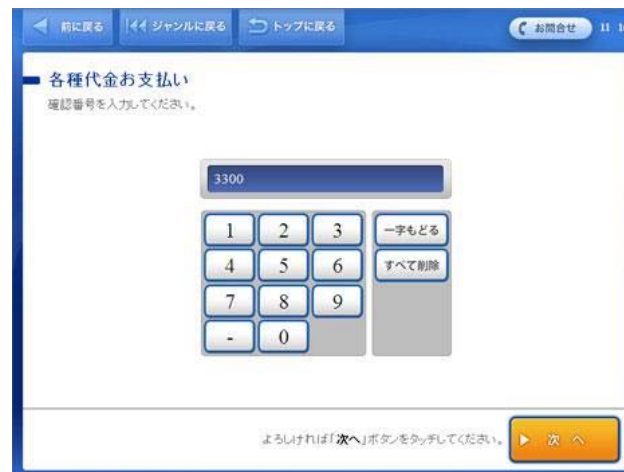 前に戻る
ジャンルに戻る
トップに戻る
お問合せ
11
各種代金お支払い
確認番号を入力してください。
3300
1 2 3 一字もどる
4 5 6 すべて削除
7 8 9
- 0
よろしければ「次へ」ボタンをタッチしてください。
次 へ